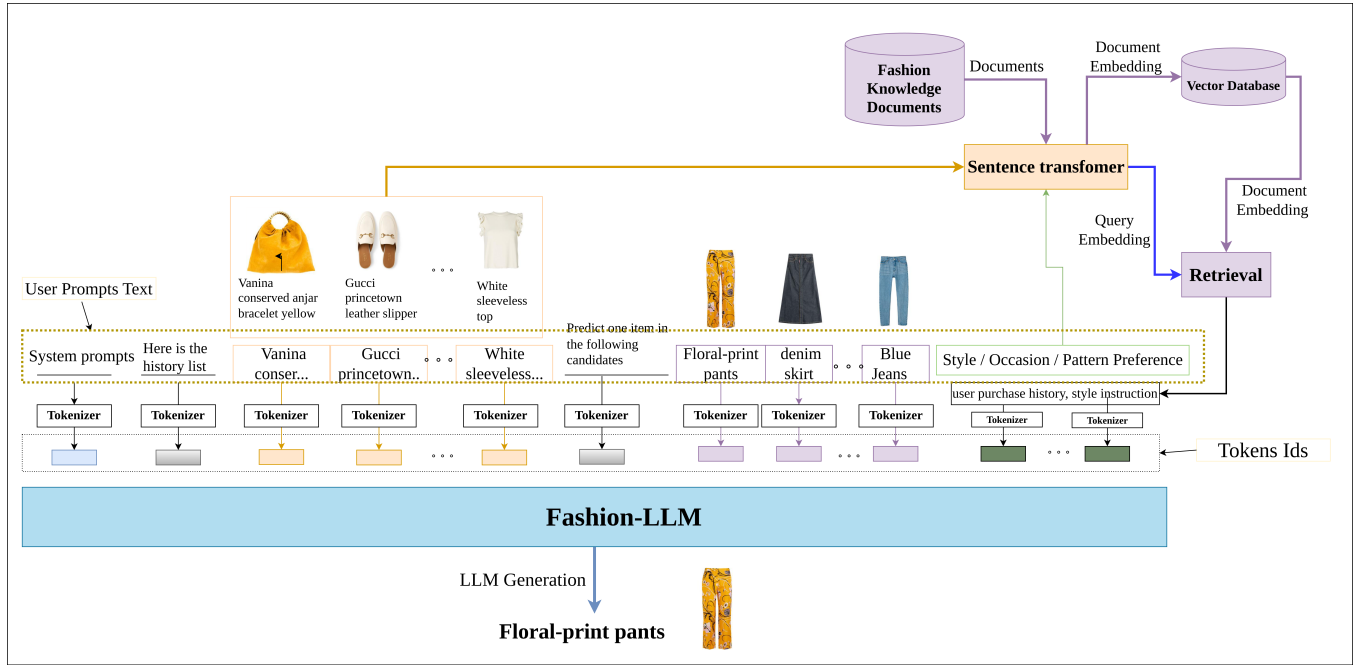 Fashion
Knowledge
Documents
Documents
Document
Embedding
Vector Database
Sentence transfomer
Document
Embedding
Query
Embedding
Retrieval
Vanina
conserved anjar
bracelet yellow
Gucci
princetown
leather slipper
White
sleeveless
top
User Prompts Text
System prompts
Here is the
history list
Vanina
conser...
Gucci
princetown..
White
sleeveless...
Predict one item in
the following
candidates
Floral-print
pants
denim
skirt
Blue
Jeans
Style / Occasion / Pattern Preference
user purchase history, style instruction
Tokenizer
Tokenizer
Tokenizer
Tokenizer
Tokenizer
Tokenizer
Tokenizer
Tokenizer
Tokenizer
Tokenizer
Tokenizer
Tokens Ids
Fashion-LLM
LLM Generation
Floral-print pants